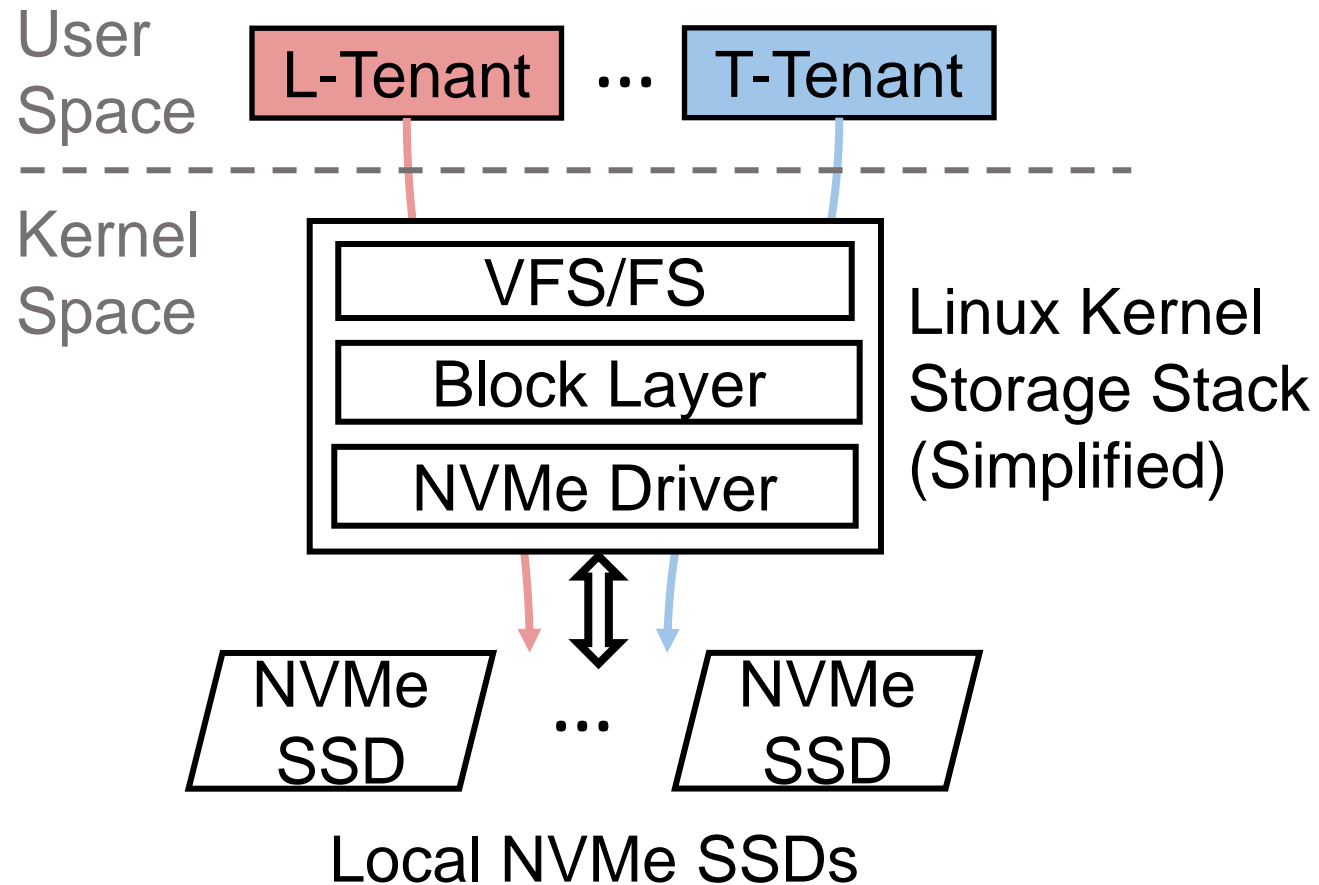 User
Space
L-Tenant
...
T-Tenant
Kernel
Space
VFS/FS
Block Layer
NVMe Driver
Linux Kernel
Storage Stack
(Simplified)
NVMe
SSD
...
NVMe
SSD
Local NVMe SSDs